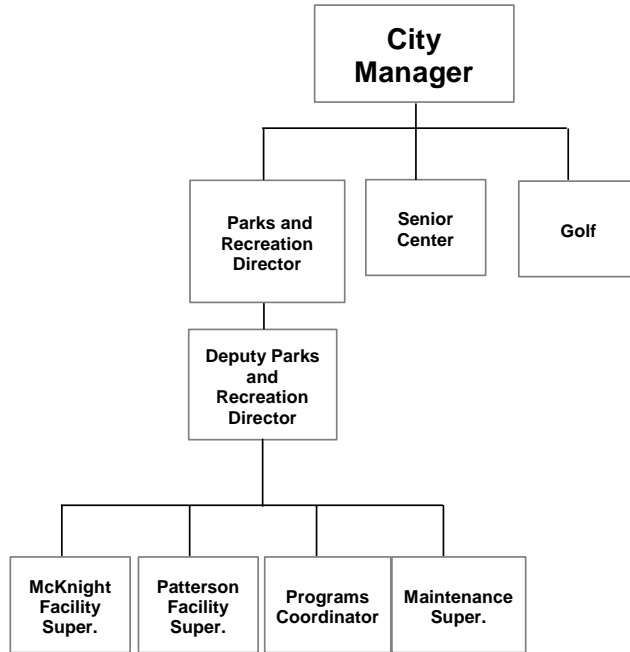 City
Manager
Parks and
Recreation
Director
Senior
Center
Golf
Deputy Parks
and
Recreation
Director
McKnight
Facility
Super.
Patterson
Facility
Super.
Programs
Coordinator
Maintenance
Super.